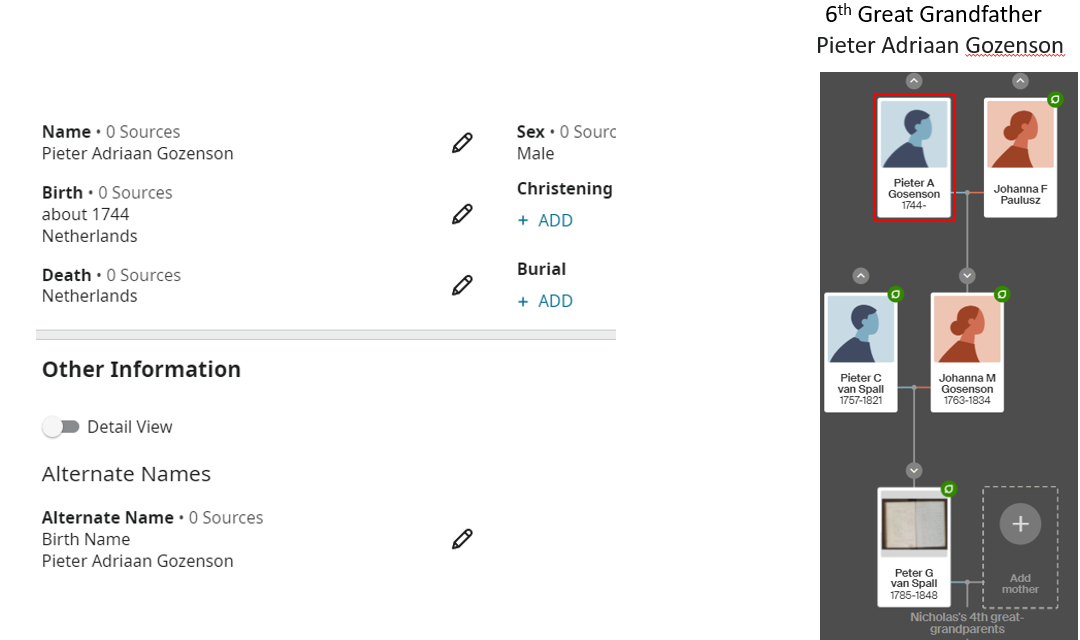 6th Great Grandfather
Pieter Adriaan Gozenson
Name • 0 Sources
Pieter Adriaan Gozenson
Birth • 0 Sources
about 1744
Netherlands
Death • 0 Sources
Netherlands
Sex • 0 Sourc
Male
Christening
+ ADD
Burial
+ ADD
Other Information
Detail View
Alternate Names
Alternate Name • 0 Sources
Birth Name
Pieter Adriaan Gozenson
Pieter A
Gosenson
1744-
Johanna F
Paulusz
Pieter C
van Spall
1757-1821
Johanna M
Gosenson
1763-1834
Peter G
van Spall
1785-1848
Add
mother
Nicholas's 4th great-
grandparents